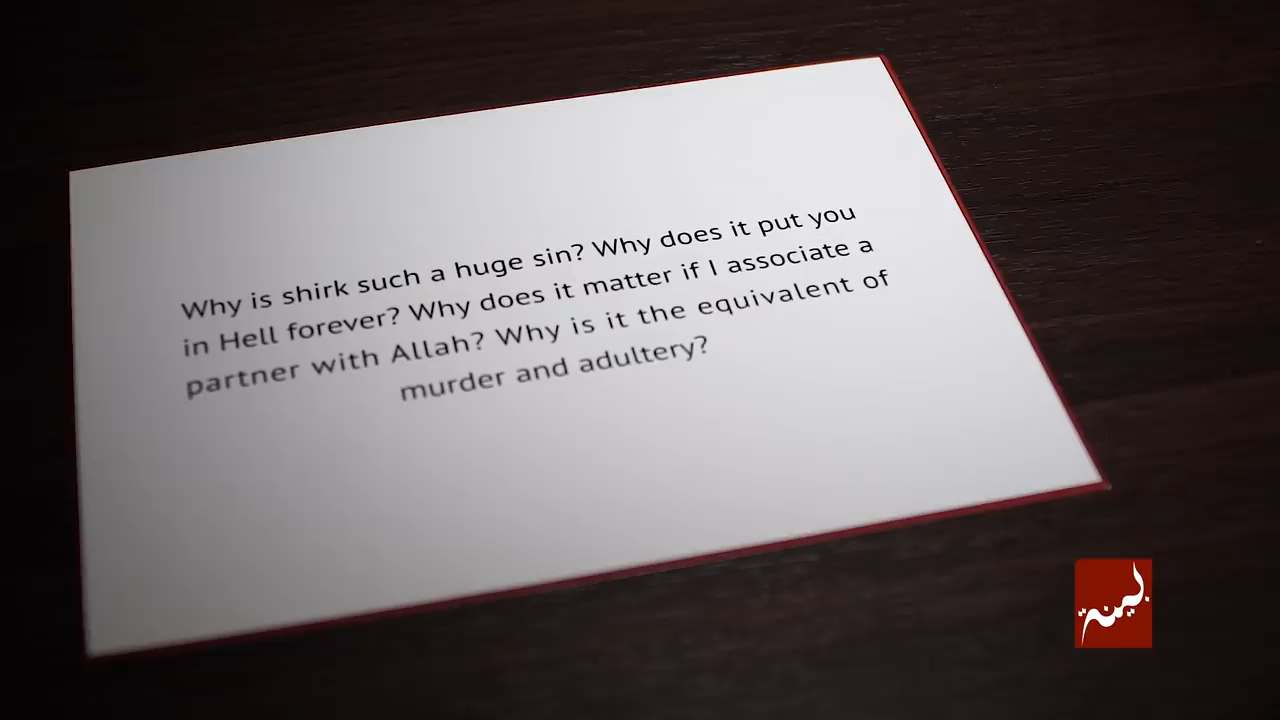 Why is shirk such a huge sin? Why does it put you
in Hell forever? Why does it matter if I associate a
partner with Allah? Why is it the equivalent of
murder and adultery?
بينة